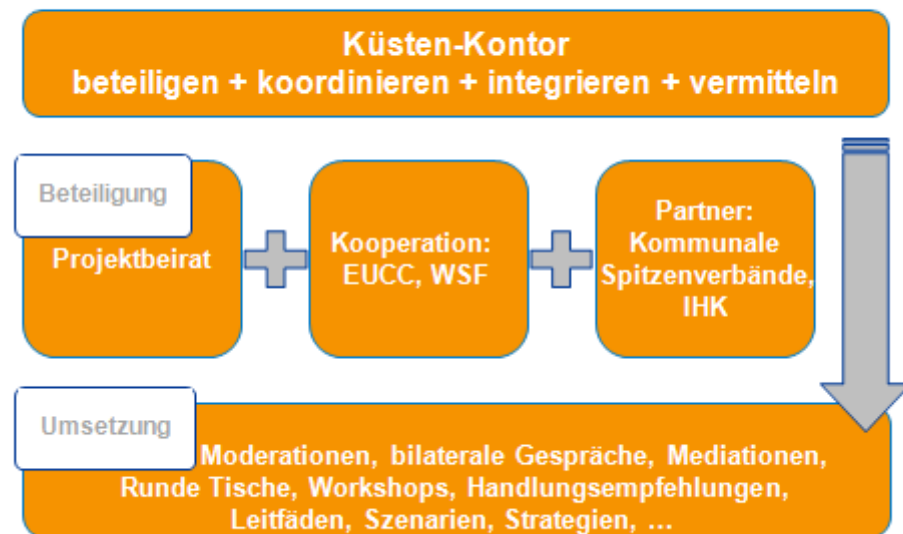 Küsten-Kontor
beteiligen + koordinieren + integrieren + vermitteln
Beteiligung
Projektbeirat
Kooperation:
EUCC, WSF
Partner:
Kommunale
Spitzenverbände,
IHK
Umsetzung
Moderationen, bilaterale Gespräche, Mediationen,
Runde Tische, Workshops, Handlungsempfehlungen,
Leitfäden, Szenarien, Strategien, ...